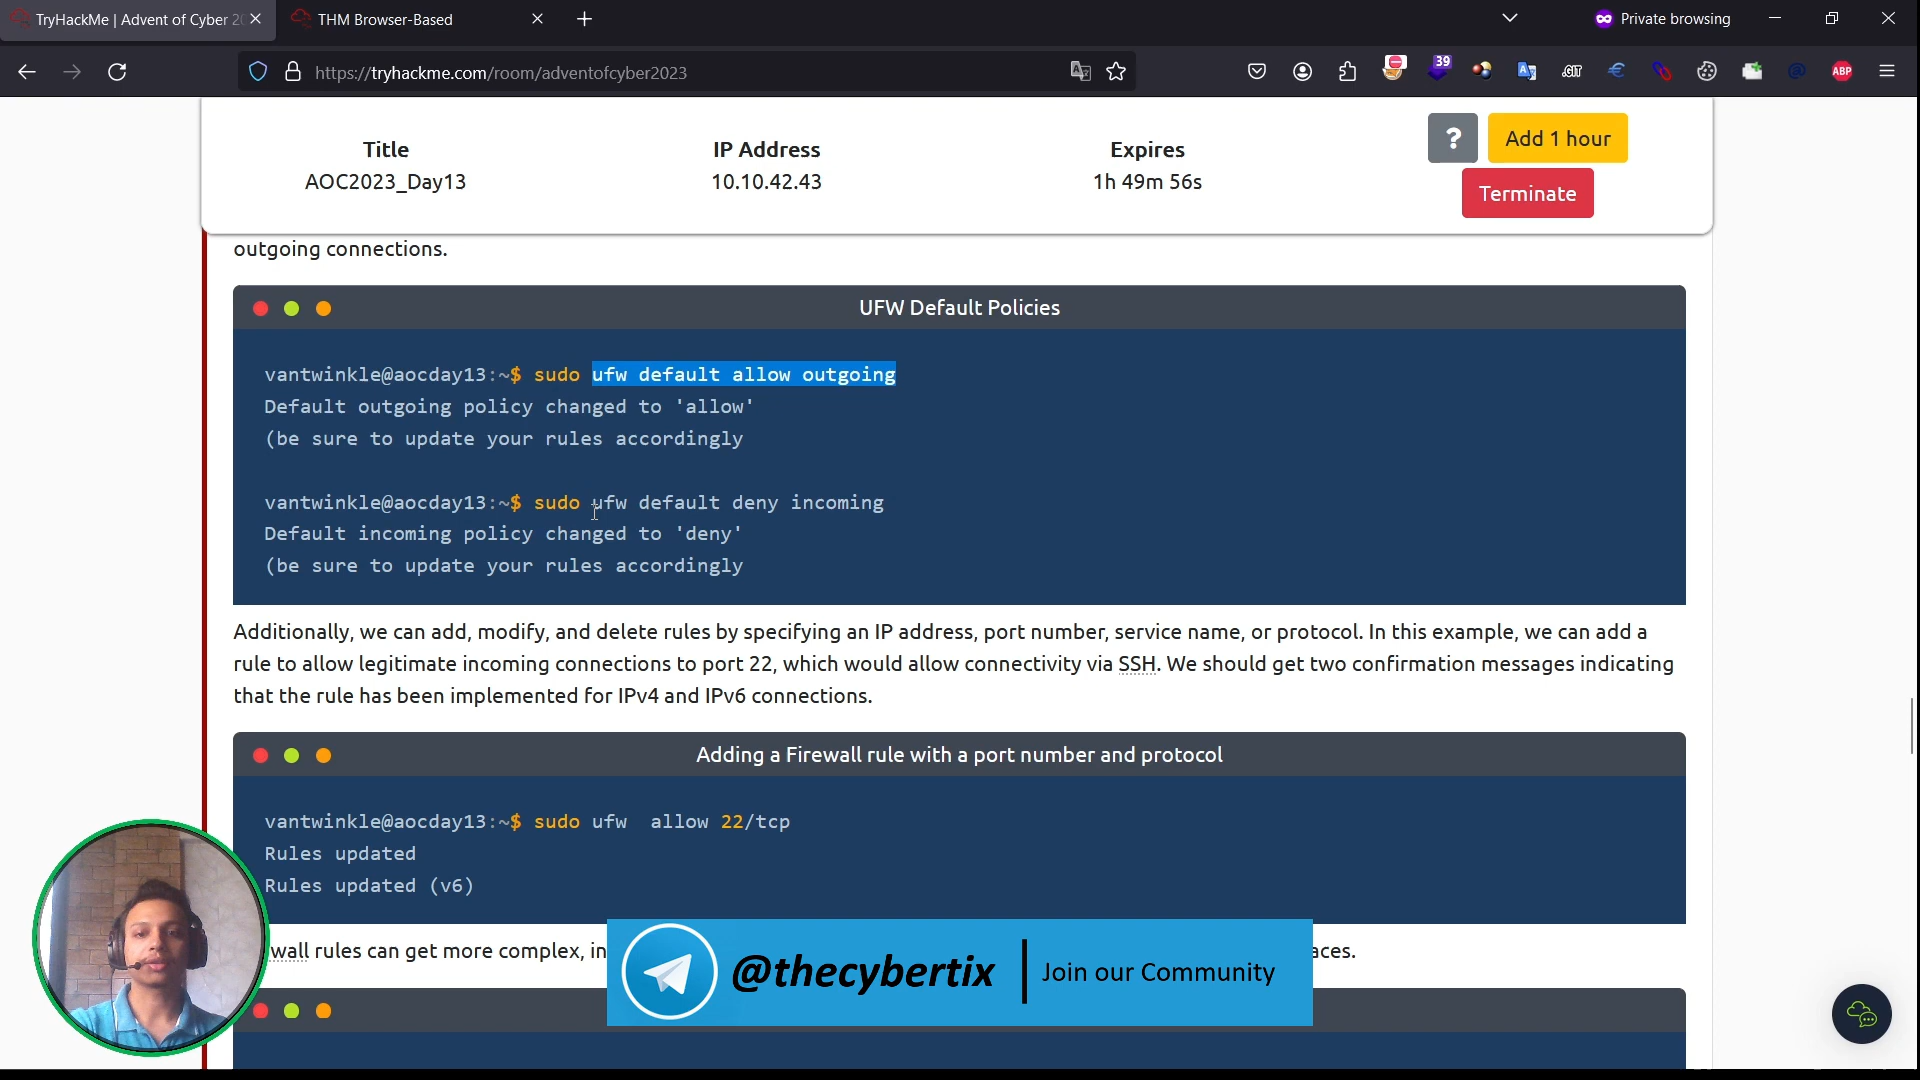 TryHackMe | Advent of Cyber 20
THM Browser-Based
Private browsing
https://tryhackme.com/room/adventofcyber2023
39
GIT
ABP
Title
IP Address
Expires
?
Add 1 hour
AOC2023_Day13
10.10.42.43
1h 49m 56s
Terminate
outgoing connections.
UFW Default Policies
vantwinkle@aocday13:~$ sudo ufw default allow outgoing
Default outgoing policy changed to 'allow'
(be sure to update your rules accordingly
vantwinkle@aocday13:~$ sudo ufw default deny incoming
Default incoming policy changed to 'deny'
(be sure to update your rules accordingly
Additionally, we can add, modify, and delete rules by specifying an IP address, port number, service name, or protocol. In this example, we can add a
rule to allow legitimate incoming connections to port 22, which would allow connectivity via SSH. We should get two confirmation messages indicating
that the rule has been implemented for IPv4 and IPv6 connections.
Adding a Firewall rule with a port number and protocol
vantwinkle@aocday13:~$ sudo ufw  allow 22/tcp
Rules updated
Rules updated (v6)
wall rules can get more complex, in
aces.
@thecybertix | Join our Community